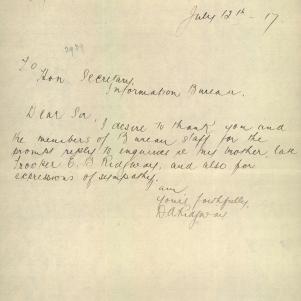 July 12th - 17
2989
To
Hon Secretary,
Information Bureau.
Dear Sir,
I desire to thank you and
the members of Bureau staff for the
prompt reply to enquiries re my brother late
Trooper E. B Ridgway, and also for
expressions of sympathy.
am
yours faithfully,
D A Ridgway